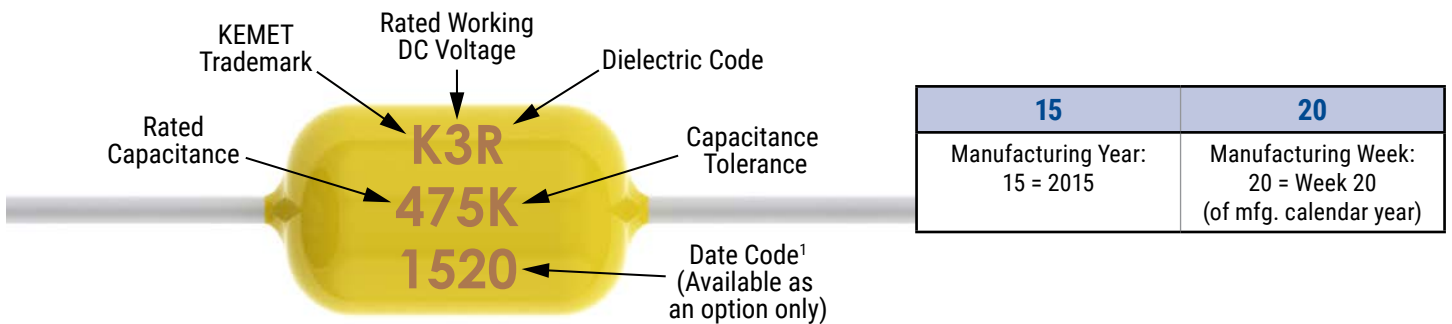 KEMET
Trademark
Rated Working
DC Voltage
Dielectric Code
Rated
Capacitance
Capacitance
Tolerance
K3R
475K
1520
Date Code¹
(Available as
an option only)
15
20
Manufacturing Year:
15 = 2015
Manufacturing Week:
20 = Week 20
(of mfg. calendar year)